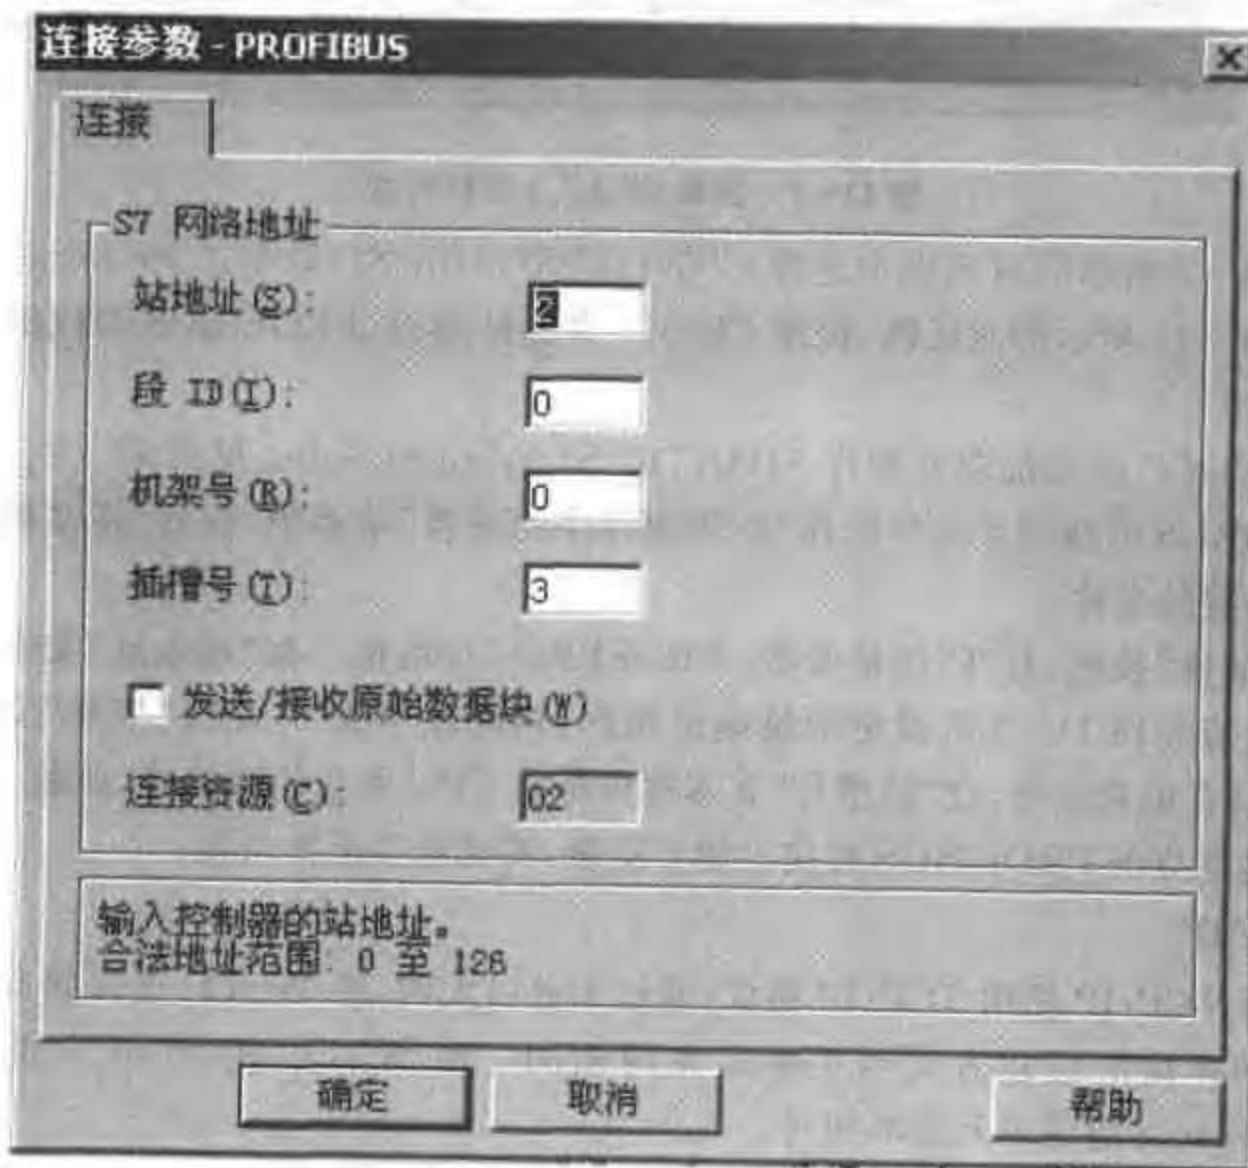 连接参数 - PROFIBUS
连接
S7 网络地址
站地址(S): 2
段 ID(I): 0
机架号(R): 0
插槽号(T): 3
发送/接收原始数据块(W)
连接资源(C): 02
输入控制器的站地址。
合法地址范围: 0 至 126
确定 取消 帮助